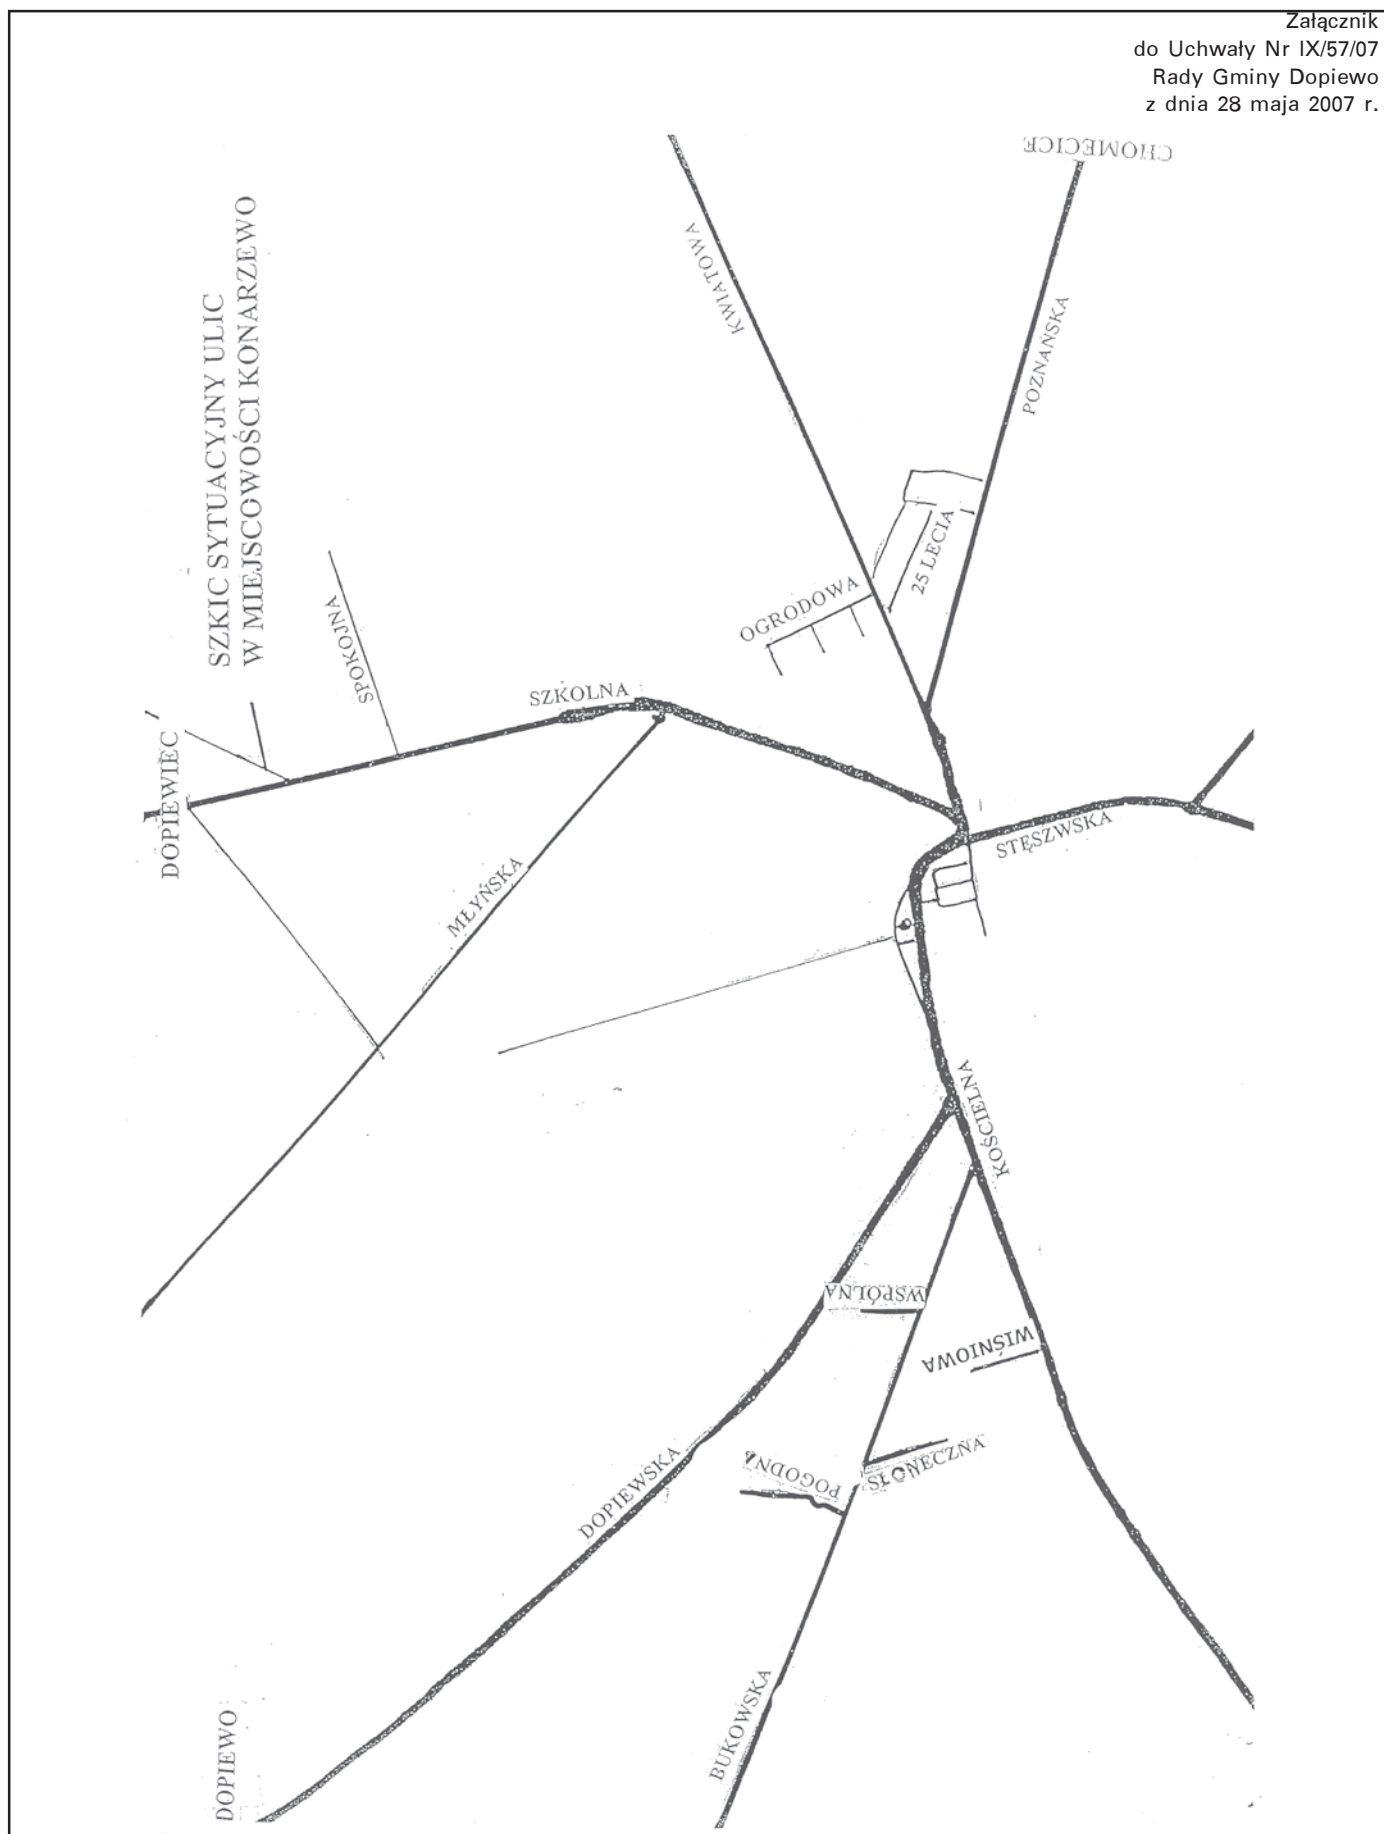 Załącznik
do Uchwały Nr IX/57/07
Rady Gminy Dopiewo
z dnia 28 maja 2007 r.
SZKIC SYTUACYJNY ULIC
W MIEJSCOWOŚCI KONARZEWO
CHOMĘCICE
KWIATOWA
POZNAŃSKA
25 LECIA
OGRODOWA
SPOKOJNA
SZKOLNA
DOPIEWIEC
STĘSZWSKA
MŁYŃSKA
KOŚCIELNA
WSPÓLNA
WIŚNIOWA
DOPIEWSKA
POGODNA
SŁONECZNA
BUKOWSKA
DOPIEWO